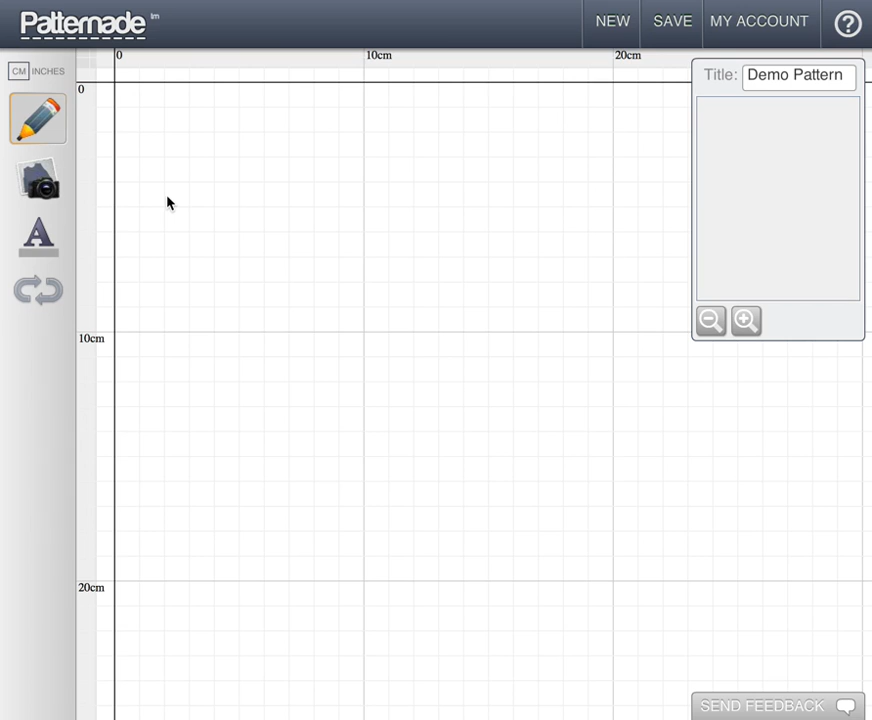 Patternade tm
NEW SAVE MY ACCOUNT ?
CM INCHES
0 10cm 20cm
Title: Demo Pattern
0
A
10cm
20cm
SEND FEEDBACK